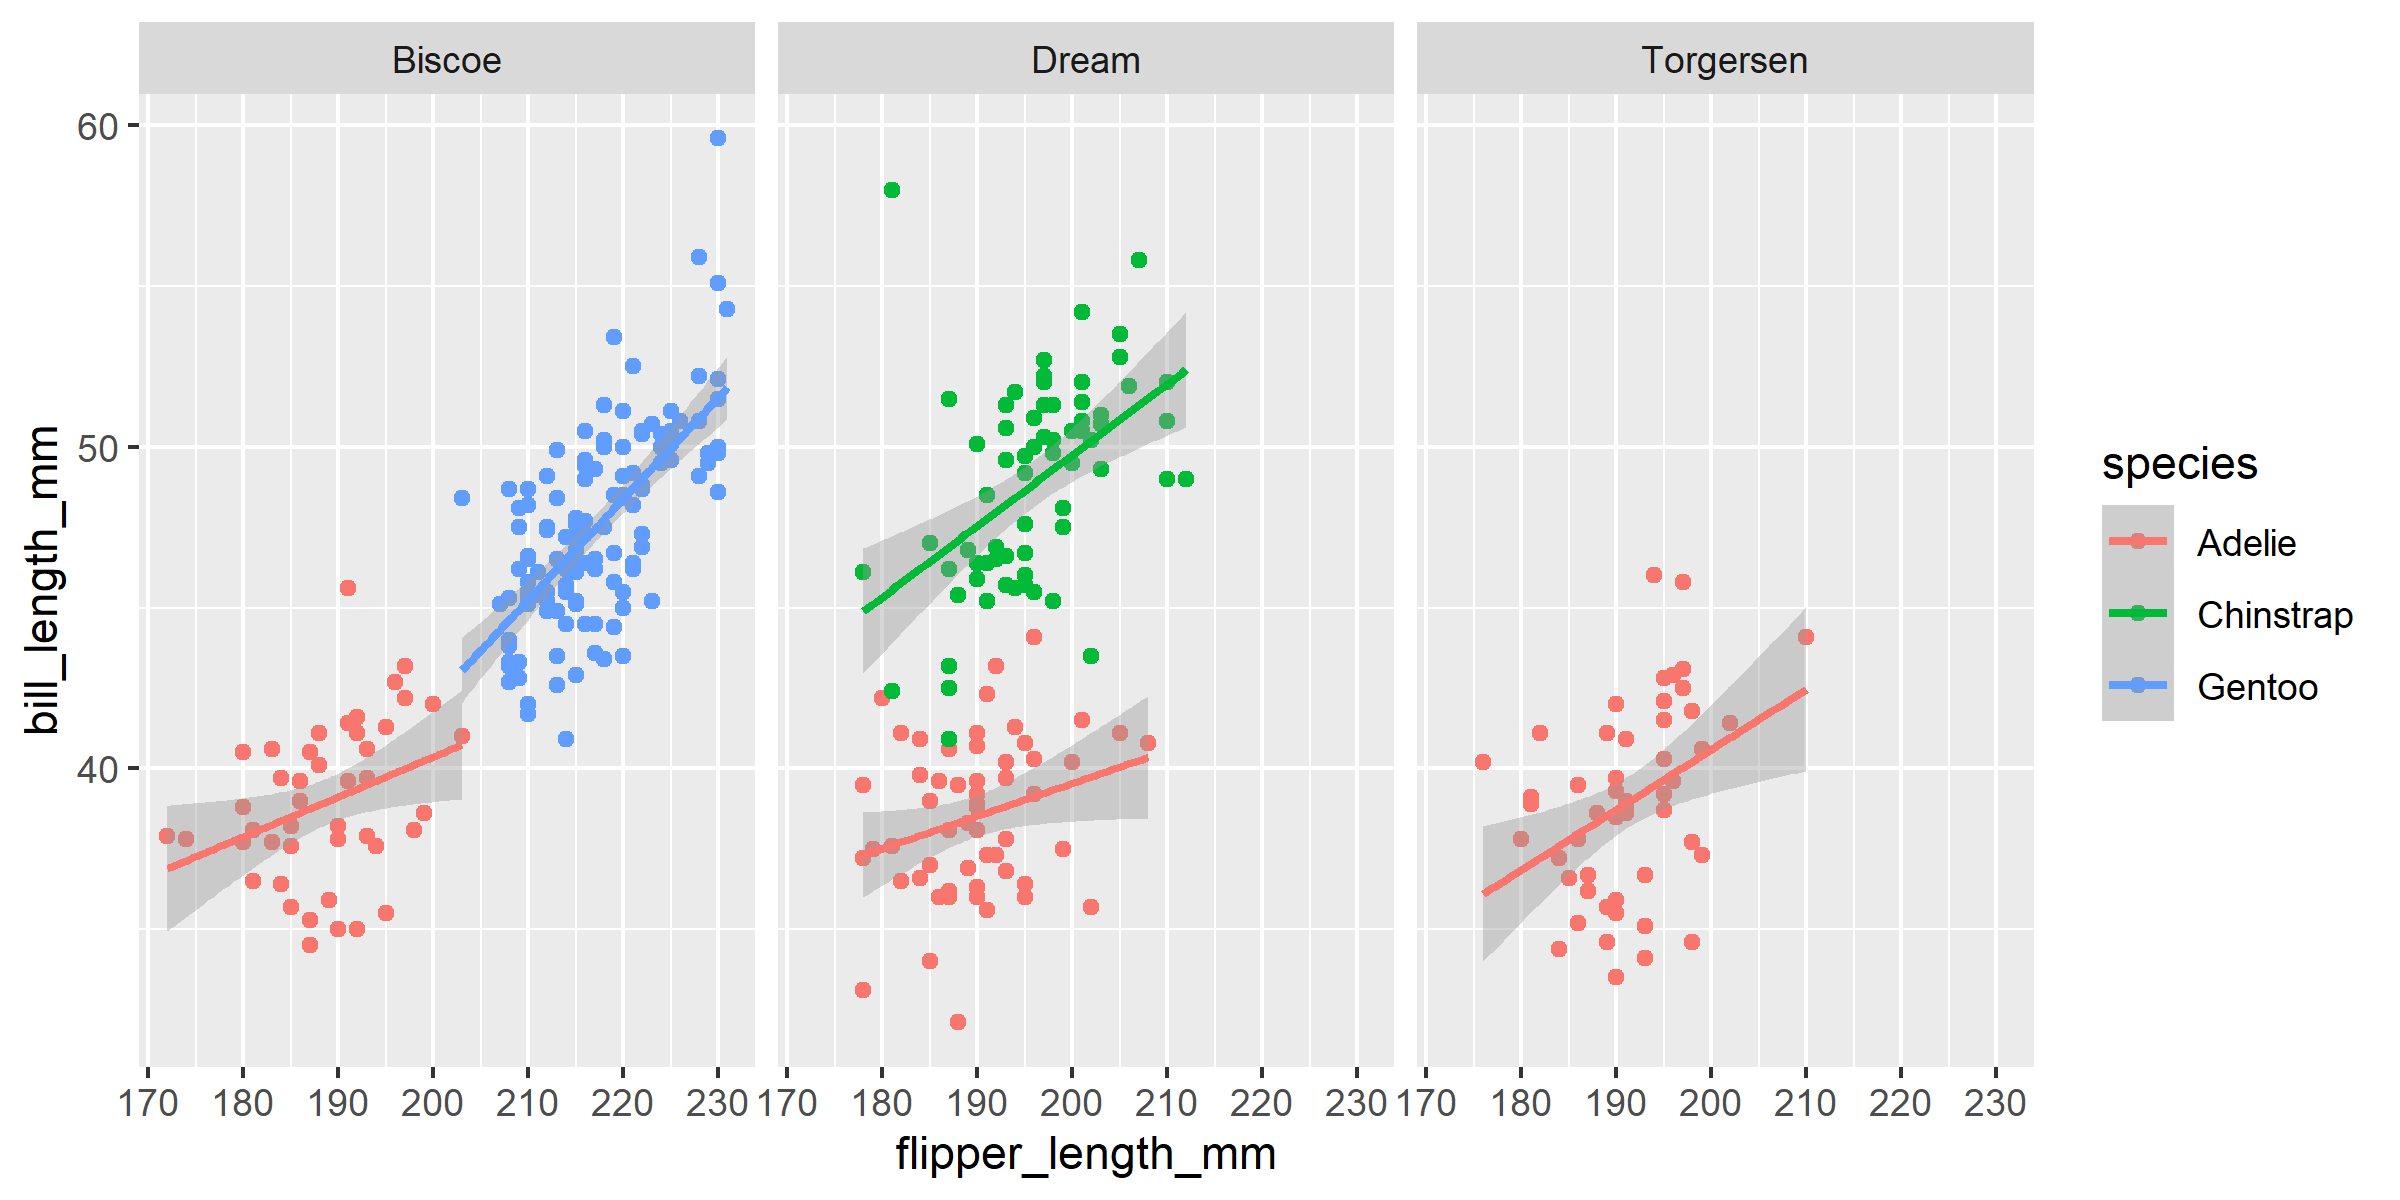 Biscoe Dream Torgersen
60
50
40
bill_length_mm
170 180 190 200 210 220 230 170 180 190 200 210 220 230 170 180 190 200 210 220 230
flipper_length_mm
species
Adelie
Chinstrap
Gentoo